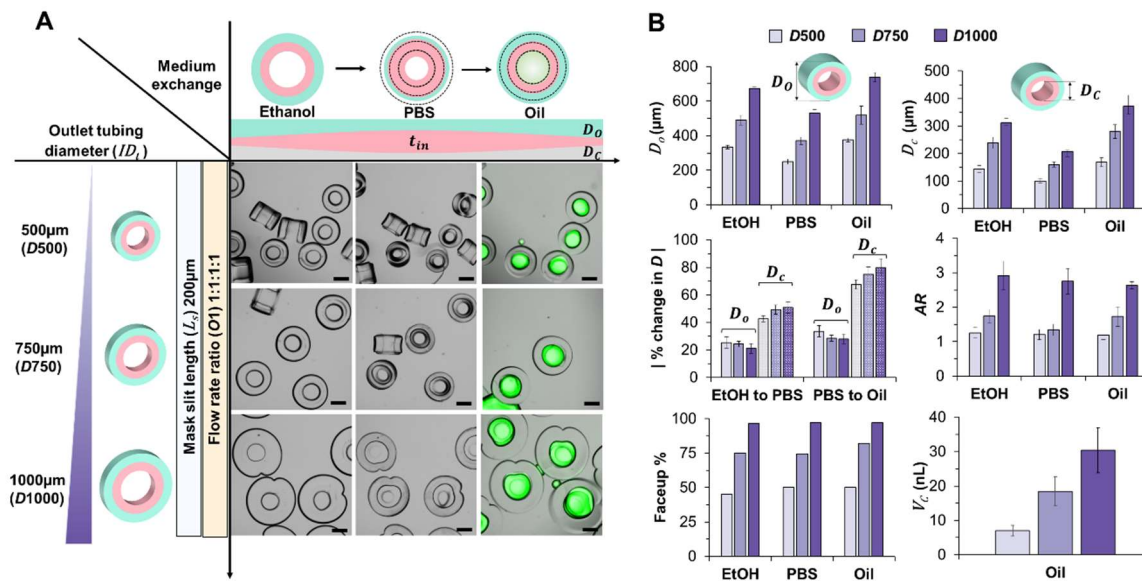 A
Medium
exchange
Ethanol
PBS
Oil
Outlet tubing
diameter (ID_t)
t_in
D_O
D_C
500µm
(D500)
750µm
(D750)
1000µm
(D1000)
Mask slit length (L_s) 200µm
Flow rate ratio (O1) 1:1:1:1
B
D500 D750 D1000
D_o (µm)
800
600
400
200
0
D_O
EtOH PBS Oil
D_c (µm)
500
400
300
200
100
0
D_C
EtOH PBS Oil
| % change in D |
100
80
60
40
20
0
D_o
D_c
D_o
D_c
EtOH to PBS PBS to Oil
AR
4
3
2
1
0
EtOH PBS Oil
Faceup %
100
75
50
25
0
EtOH PBS Oil
V_C (nL)
40
30
20
10
0
Oil